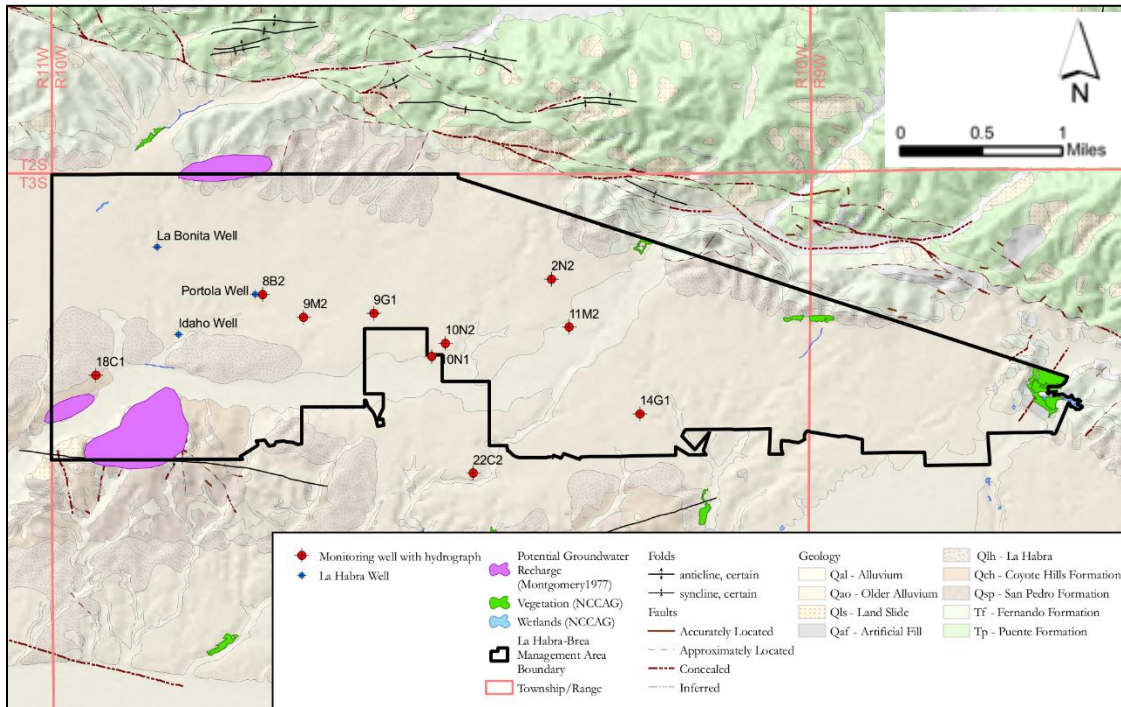 R11W
R10W
R10W
R9W
N
0 0.5 1
Miles
T2S
T3S
La Bonita Well
2N2
8B2
Portola Well
9M2
9G1
11M2
Idaho Well
10N2
10N1
18C1
14G1
22C2
Monitoring well with hydrograph
La Habra Well
Potential Groundwater
Recharge
(Montgomery1977)
Vegetation (NCCAG)
Wetlands (NCCAG)
La Habra-Brea
Management Area
Boundary
Township/Range
Folds
anticline, certain
syncline, certain
Faults
Accurately Located
Approximately Located
Concealed
Inferred
Geology
Qal - Alluvium
Qao - Older Alluvium
Qls - Land Slide
Qaf - Artificial Fill
Qlh - La Habra
Qch - Coyote Hills Formation
Qsp - San Pedro Formation
Tf - Fernando Formation
Tp - Puente Formation